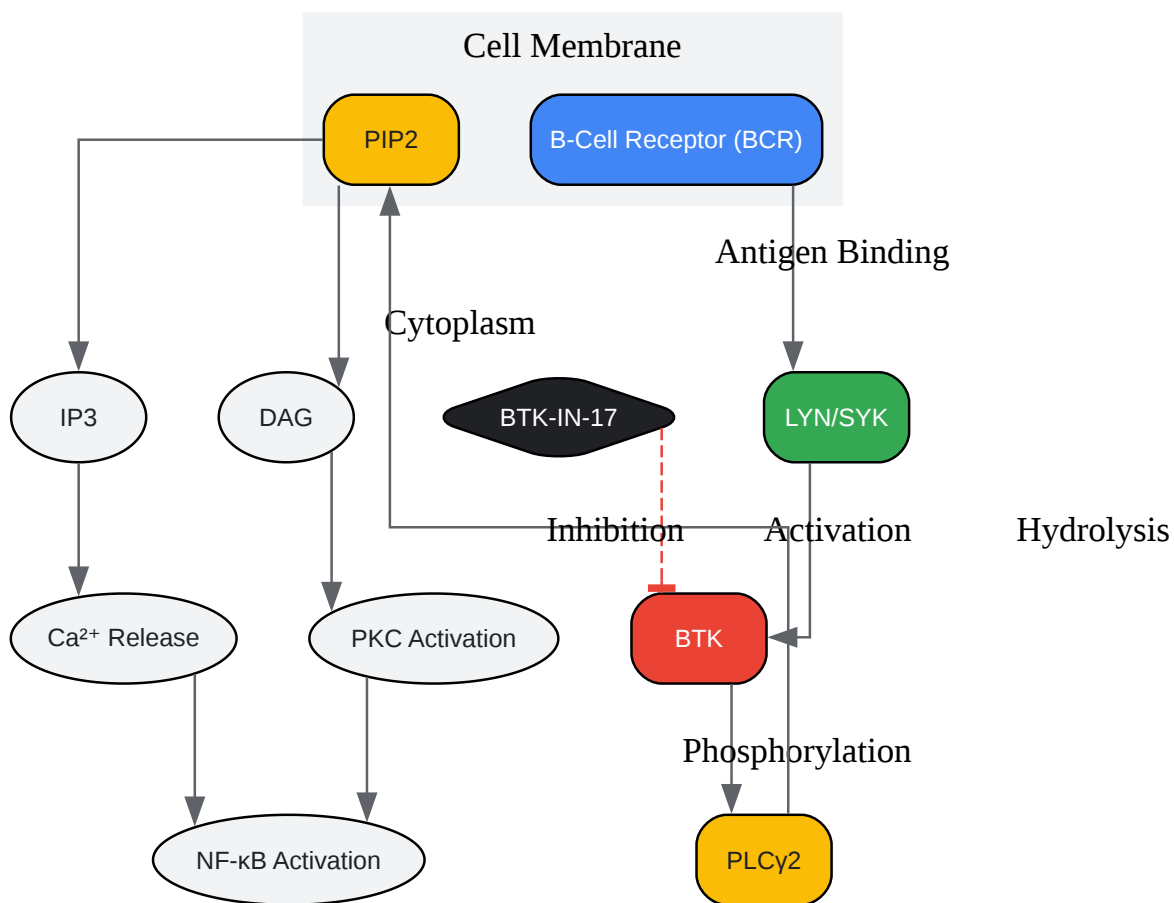 Cell Membrane
PIP2
B-Cell Receptor (BCR)
Antigen Binding
Cytoplasm
IP3
DAG
BTK-IN-17
LYN/SYK
Inhibition
Activation
Hydrolysis
Ca²⁺ Release
PKC Activation
BTK
Phosphorylation
NF-κB Activation
PLCγ2